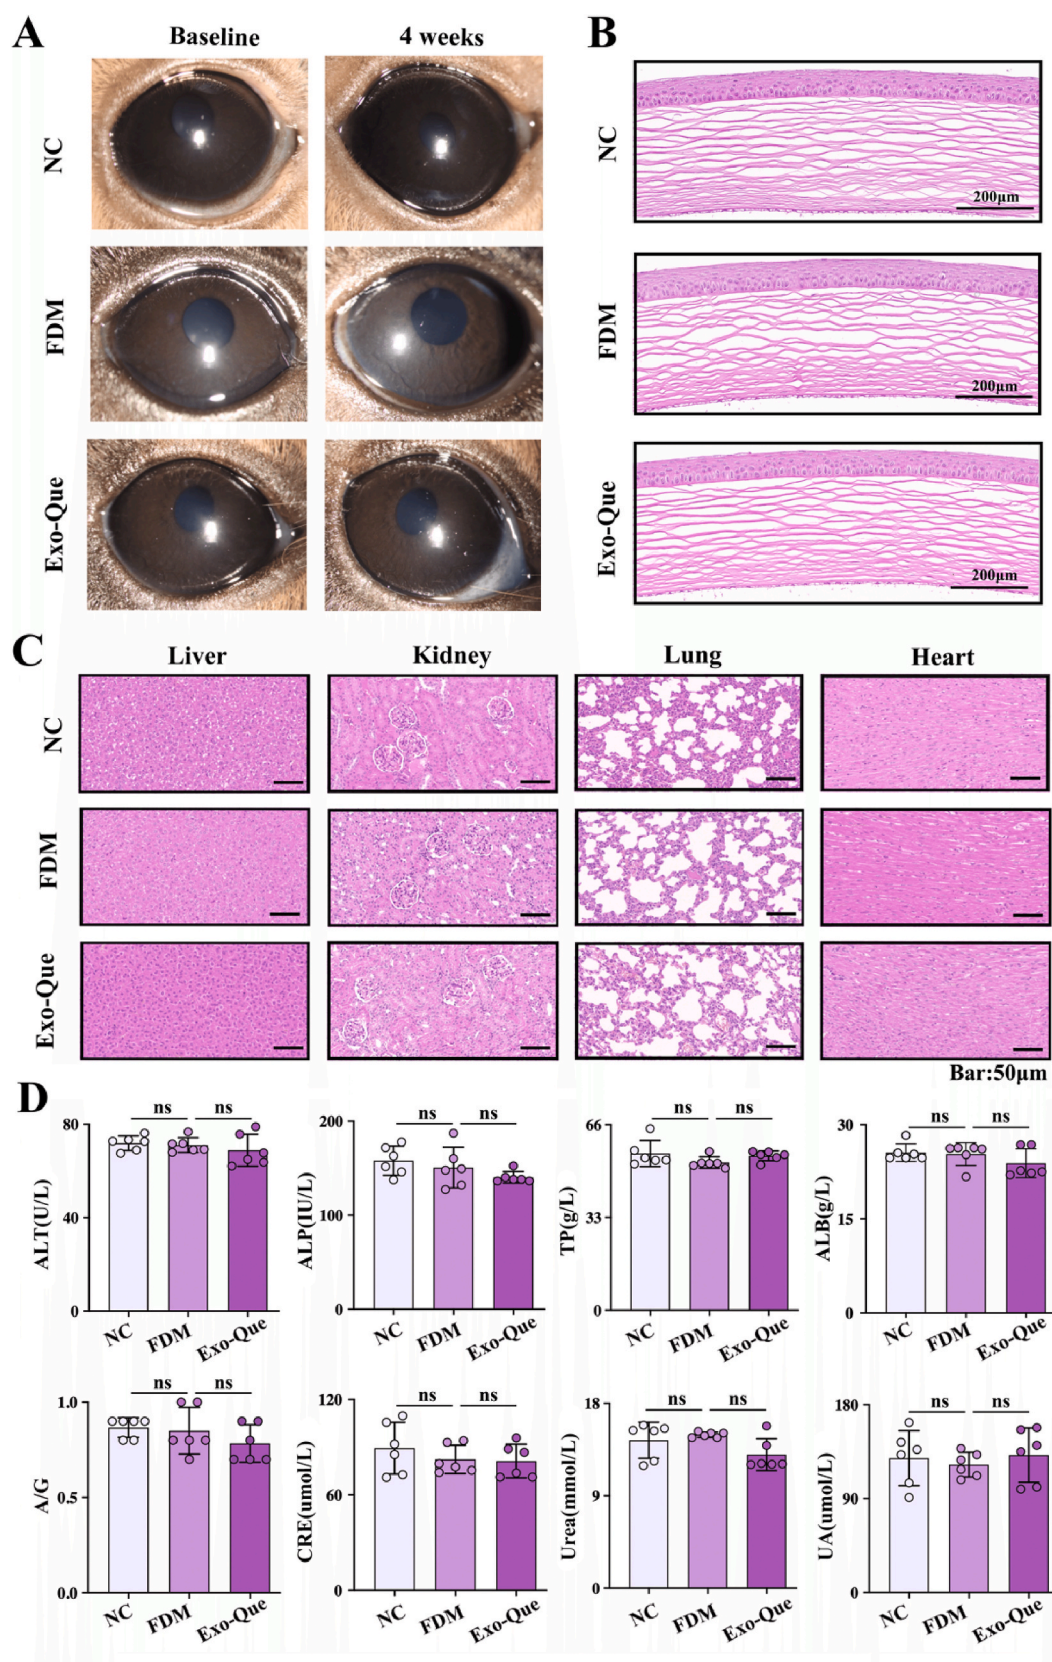 A
Baseline
4 weeks
B
NC
FDM
Exo-Que
NC
200μm
FDM
200μm
Exo-Que
200μm
C
Liver
Kidney
Lung
Heart
NC
FDM
Exo-Que
Bar:50μm
D
ALT(U/L)
80
40
0
ns
ns
NC
FDM
Exo-Que
ALP(IU/L)
200
100
0
ns
ns
NC
FDM
Exo-Que
TP(g/L)
66
33
0
ns
ns
NC
FDM
Exo-Que
ALB(g/L)
30
15
0
ns
ns
NC
FDM
Exo-Que
A/G
1.0
0.5
0.0
ns
ns
NC
FDM
Exo-Que
CRE(umol/L)
120
60
0
ns
ns
NC
FDM
Exo-Que
Urea(mmol/L)
18
9
0
ns
ns
NC
FDM
Exo-Que
UA(umol/L)
180
90
0
ns
ns
NC
FDM
Exo-Que